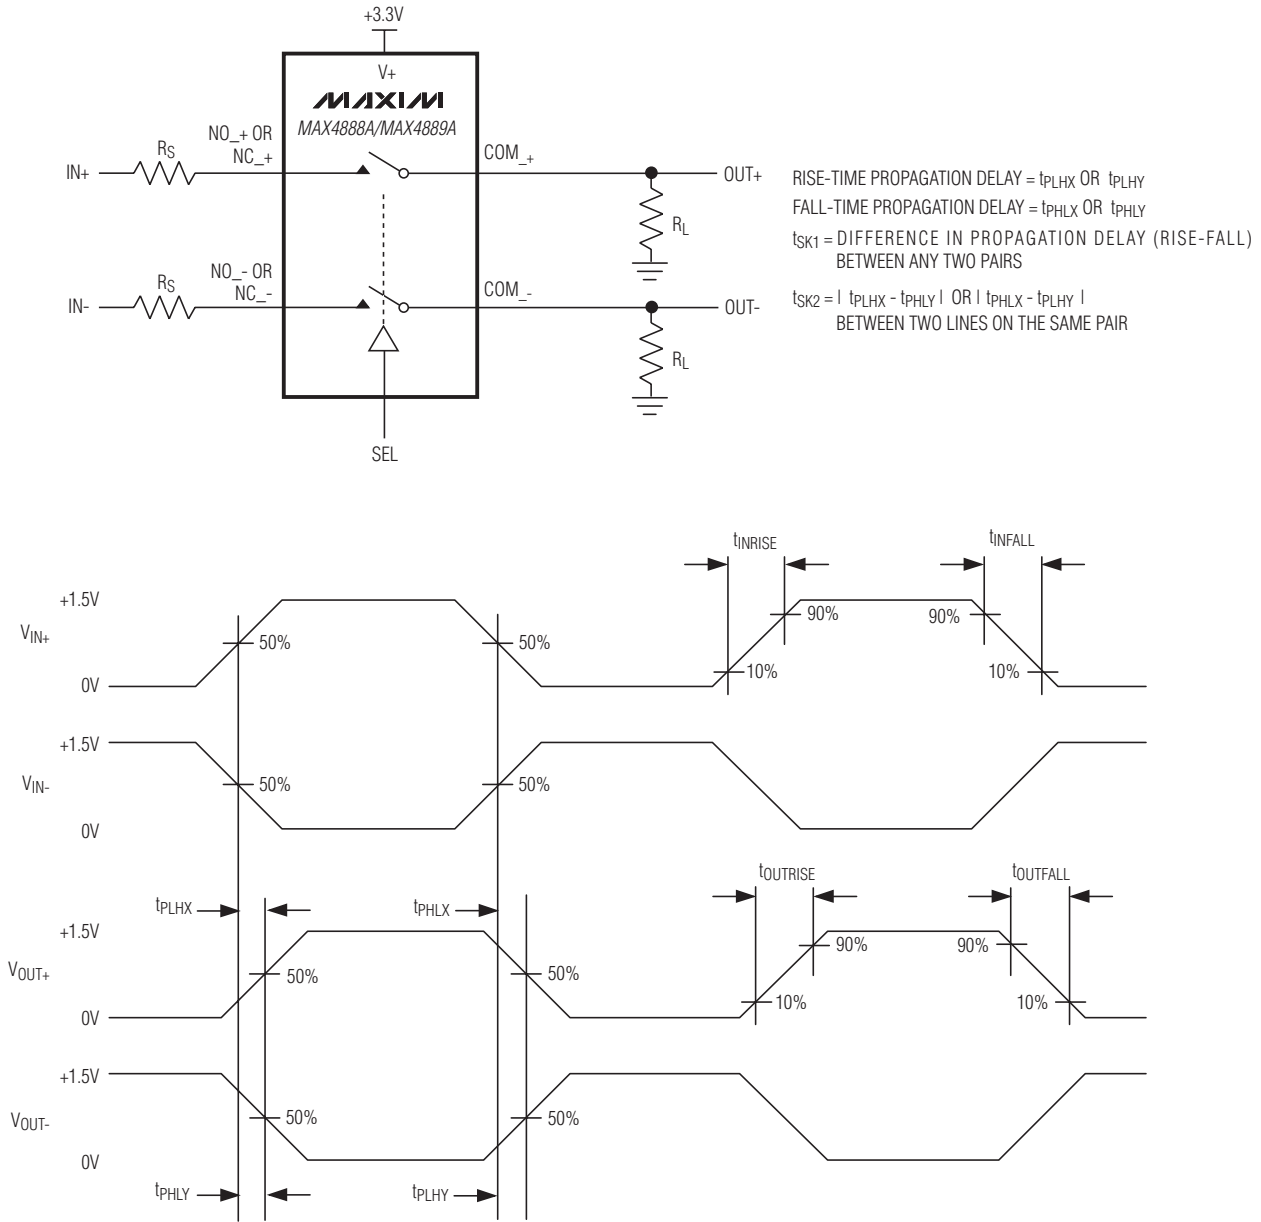 +3.3V
V+
MAXIM
MAX4888A/MAX4889A
NO_+ OR
NC_+
RS
IN+
COM_+
OUT+
RL
NO_- OR
NC_-
RS
IN-
COM_-
OUT-
RL
SEL
RISE-TIME PROPAGATION DELAY = tPLHX OR tPLHY
FALL-TIME PROPAGATION DELAY = tPHLX OR tPHLY
tSK1 = DIFFERENCE IN PROPAGATION DELAY (RISE-FALL)
BETWEEN ANY TWO PAIRS
tSK2 = | tPLHX - tPHLY | OR | tPHLX - tPLHY |
BETWEEN TWO LINES ON THE SAME PAIR
tINRISE
tINFALL
+1.5V
VIN+
0V
50%
50%
90%
90%
10%
10%
+1.5V
VIN-
0V
50%
50%
tOUTRISE
tOUTFALL
tPLHX
tPHLX
+1.5V
VOUT+
0V
50%
50%
90%
90%
10%
10%
+1.5V
VOUT-
0V
50%
50%
tPHLY
tPLHY